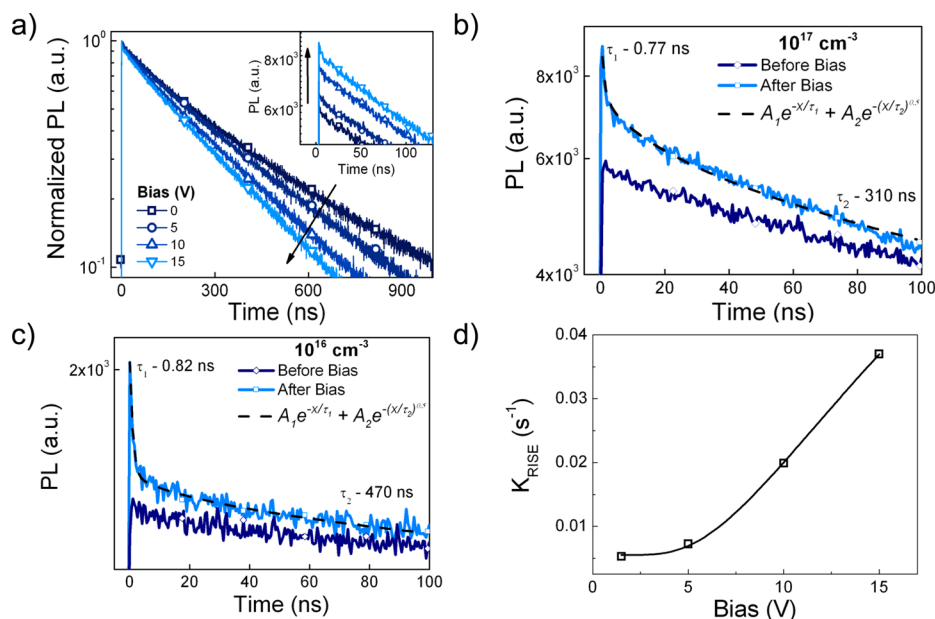 a)
Normalized PL (a.u.)
10⁰
10⁻¹
Bias (V)
0
5
10
15
0 300 600 900
Time (ns)
PL (a.u.)
8x10³
6x10³
0 50 100
Time (ns)
b)
PL (a.u.)
8x10³
6x10³
4x10³
τ₁ - 0.77 ns
10¹⁷ cm⁻³
Before Bias
After Bias
A₁e^{-x/τ₁} + A₂e^{-(x/τ₂)^{0.5}}
τ₂ - 310 ns
0 20 40 60 80 100
Time (ns)
c)
PL (a.u.)
2x10³
τ₁ - 0.82 ns
10¹⁶ cm⁻³
Before Bias
After Bias
A₁e^{-x/τ₁} + A₂e^{-(x/τ₂)^{0.5}}
τ₂ - 470 ns
0 20 40 60 80 100
Time (ns)
d)
K_{RISE} (s⁻¹)
0.04
0.03
0.02
0.01
0 5 10 15
Bias (V)